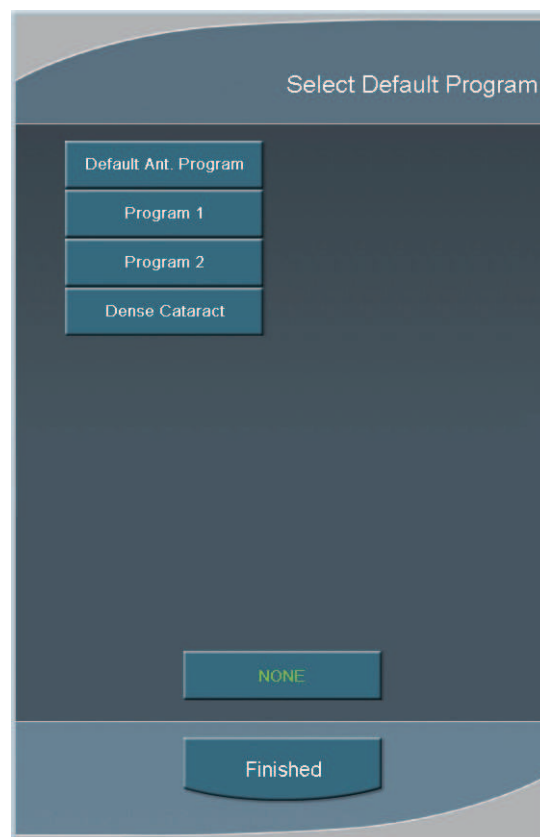 Select Default Program
Default Ant. Program
Program 1
Program 2
Dense Cataract
NONE
Finished